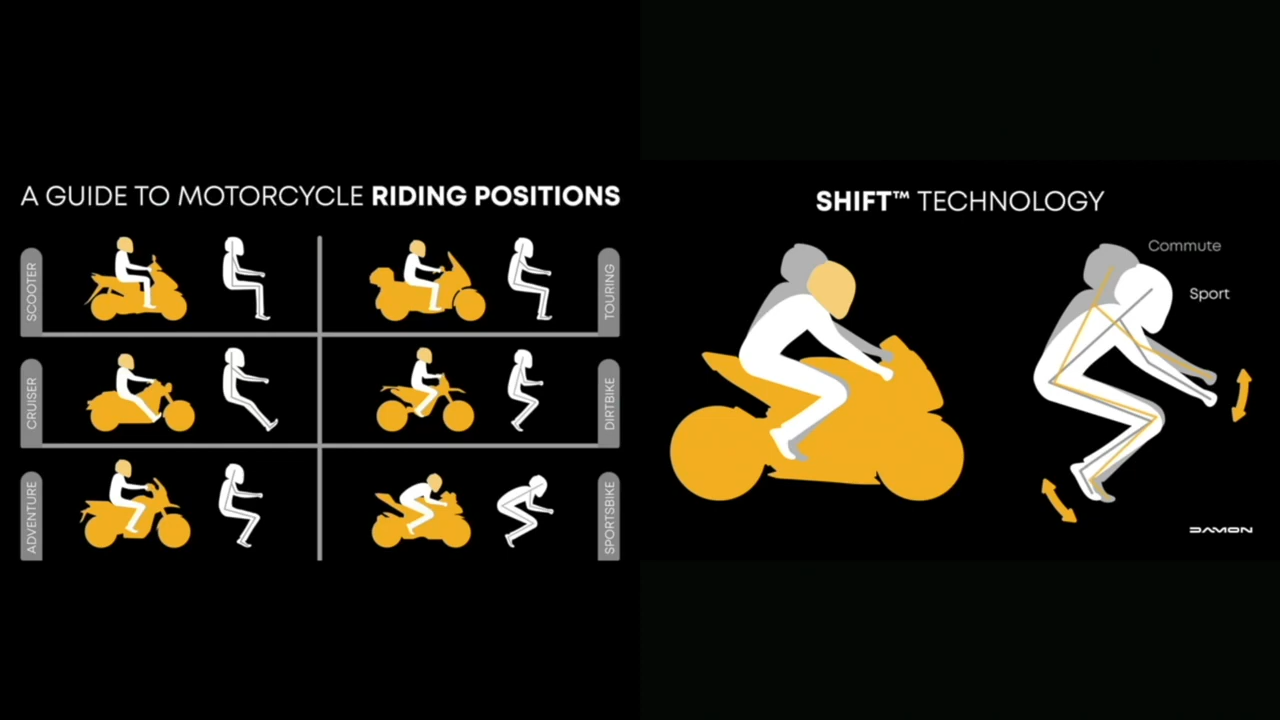 A GUIDE TO MOTORCYCLE RIDING POSITIONS
SCOOTER
TOURING
CRUISER
DIRTBIKE
ADVENTURE
SPORTSBIKE
SHIFT™ TECHNOLOGY
Commute
Sport
DAMON